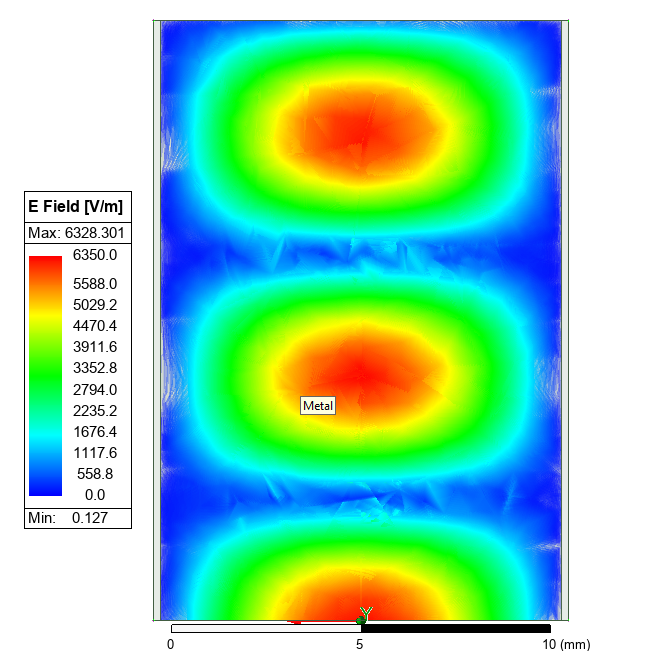 E Field [V/m]
Max: 6328.301
6350.0
5588.0
5029.2
4470.4
3911.6
3352.8
2794.0
2235.2
1676.4
1117.6
558.8
0.0
Min: 0.127
Metal
Y
0 5 10 (mm)